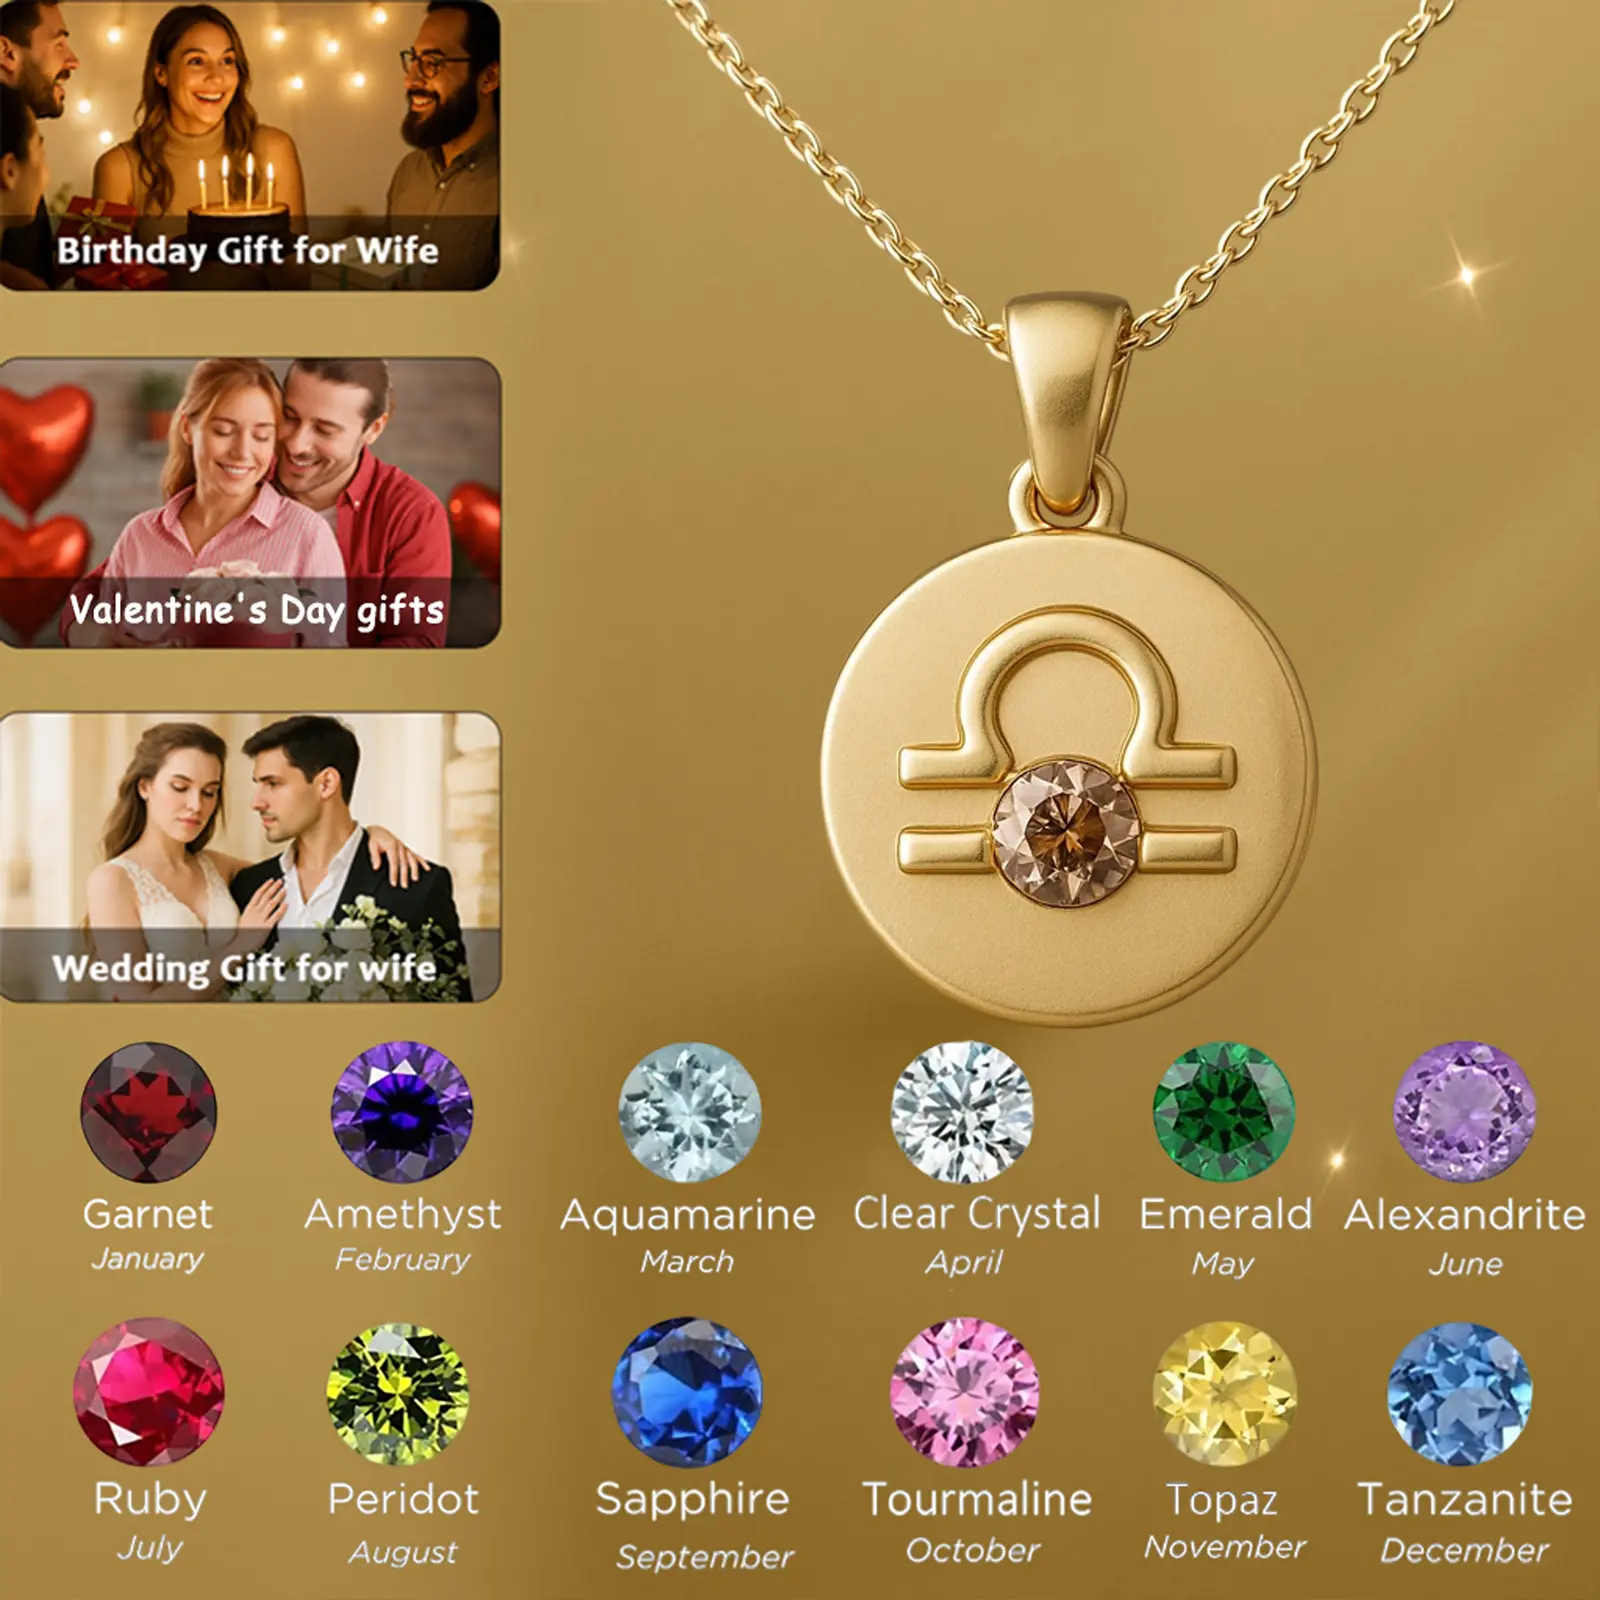 Birthday Gift for Wife
Valentine's Day gifts
Wedding Gift for wife
Garnet
January
Amethyst
February
Aquamarine
March
Clear Crystal
April
Emerald
May
Alexandrite
June
Ruby
July
Peridot
August
Sapphire
September
Tourmaline
October
Topaz
November
Tanzanite
December